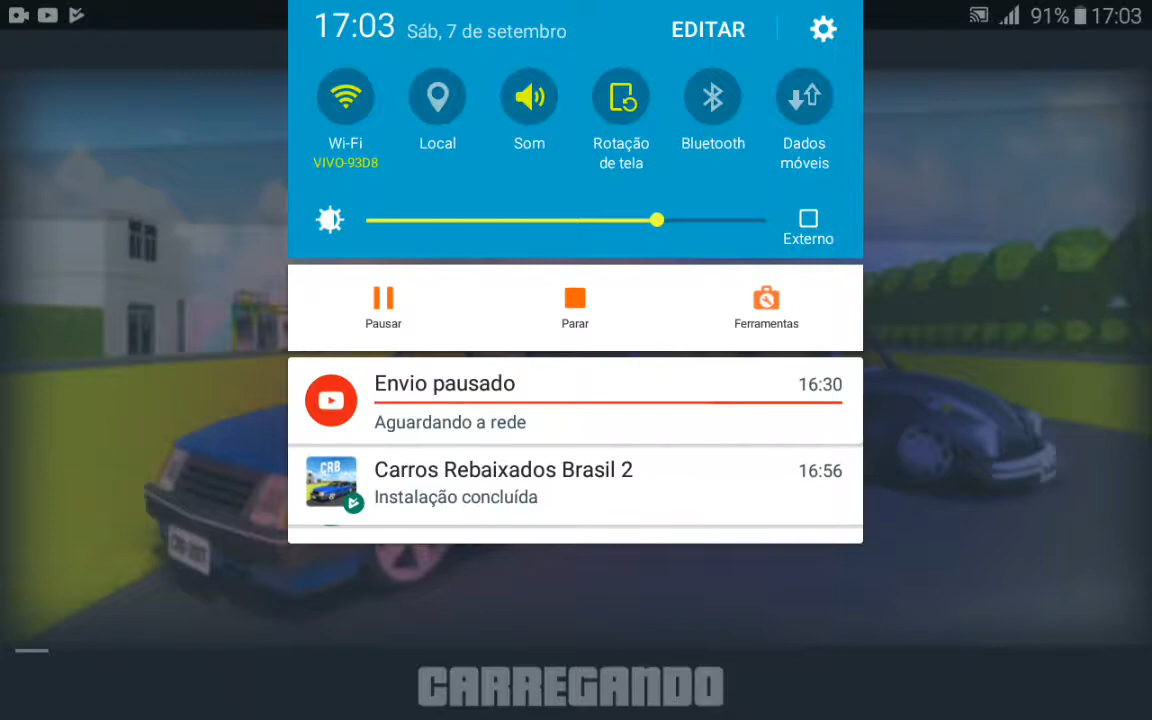 91% 17:03
17:03 Sáb, 7 de setembro EDITAR
Wi-Fi
VIVO-93D8
Local
Som
Rotação
de tela
Bluetooth
Dados
móveis
Externo
Pausar
Parar
Ferramentas
Envio pausado 16:30
Aguardando a rede
CRB
Carros Rebaixados Brasil 2 16:56
Instalação concluída
CARREGANDO